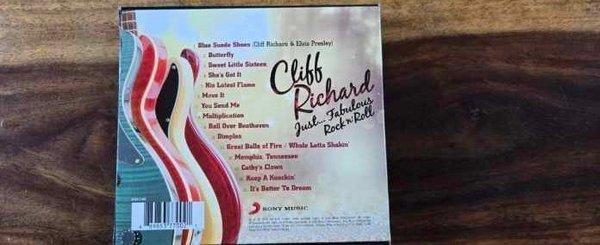 Blue Suede Shoes (Cliff Richard & Elvis Presley)
Butterfly
Sweet Little Sixteen
She's Got It
His Latest Flame
Move It
You Send Me
Multiplication
Roll Over Beethoven
Dimples
Great Balls of Fire / Whole Lotta Shakin'
Memphis, Tennessee
Cathy's Clown
Keep A Knockin'
It's Better To Dream
Cliff
Richard
Just... Fabulous
Rock 'n' Roll
SONY MUSIC